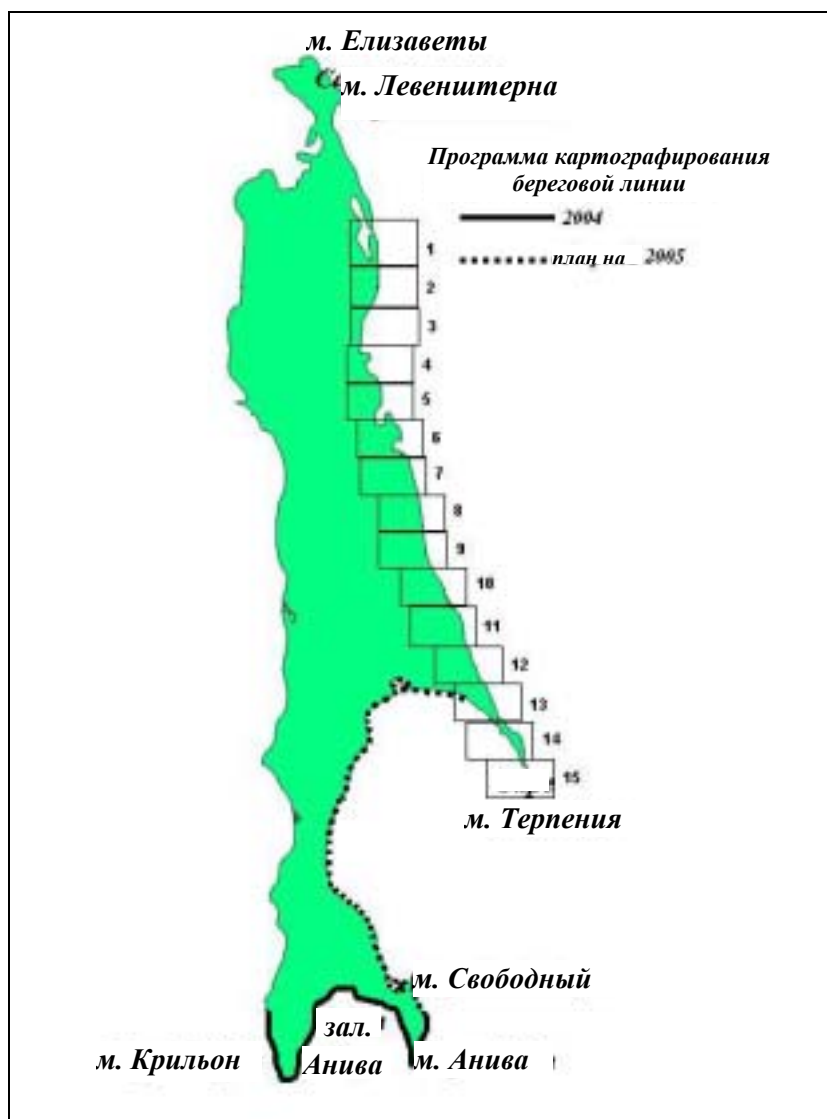 м. Елизаветы
м. Левенштерна
Программа картографирования
береговой линии
2004
план на 2005
1
2
3
4
5
6
7
8
9
10
11
12
13
14
15
м. Терпения
м. Свободный
зал.
Анива
м. Крильон
м. Анива